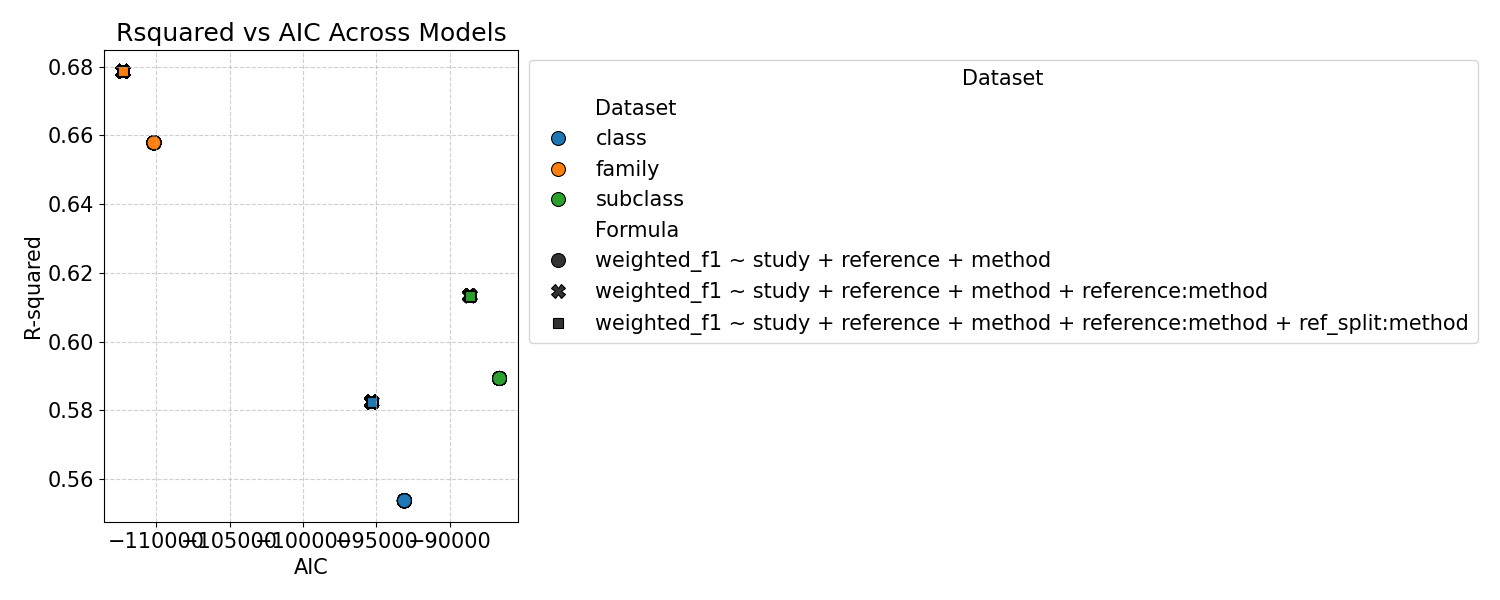 Rsquared vs AIC Across Models
R-squared
0.68
0.66
0.64
0.62
0.60
0.58
0.56
−110000
−105000
−100000
−95000
−90000
AIC
Dataset
Dataset
class
family
subclass
Formula
weighted_f1 ~ study + reference + method
weighted_f1 ~ study + reference + method + reference:method
weighted_f1 ~ study + reference + method + reference:method + ref_split:method